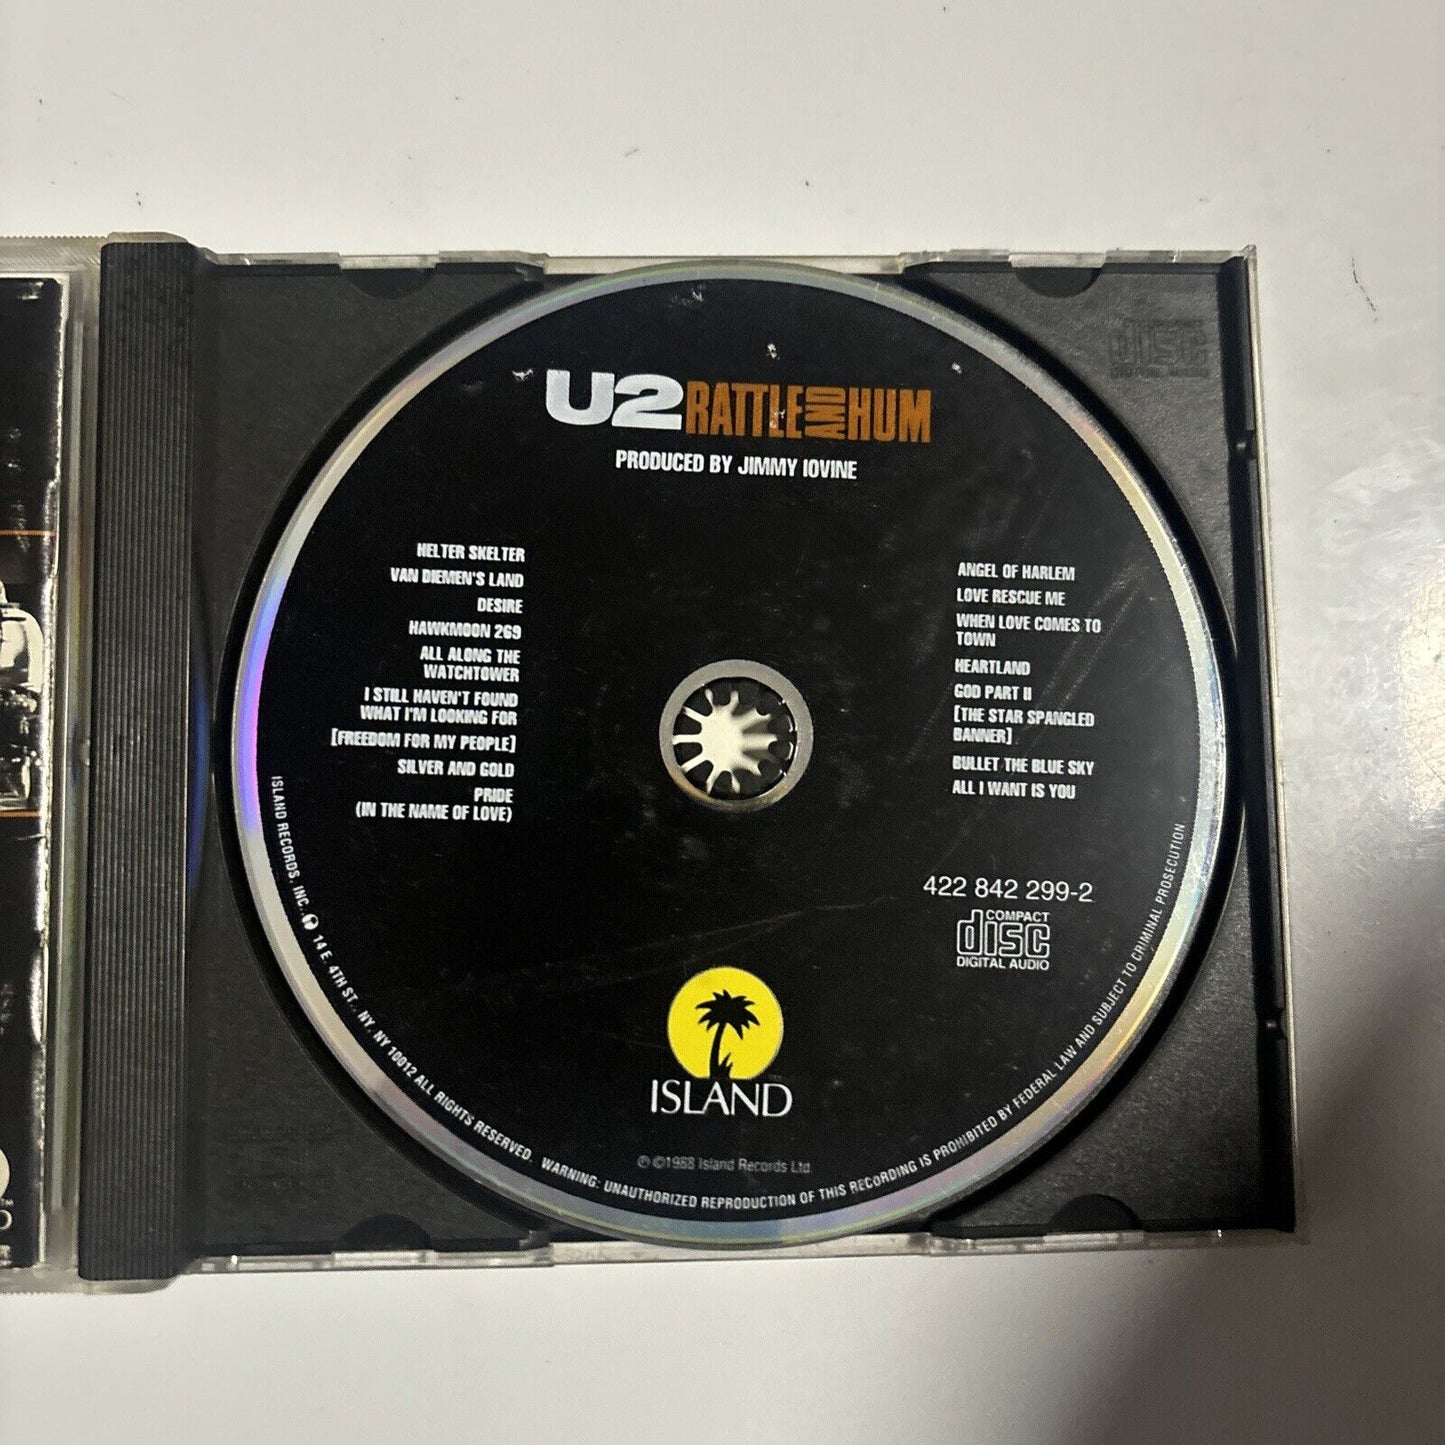 U2 RATTLE AND HUM
PRODUCED BY JIMMY IOVINE
HELTER SKELTER
VAN DIEMEN'S LAND
DESIRE
HAWKMOON 269
ALL ALONG THE
WATCHTOWER
I STILL HAVEN'T FOUND
WHAT I'M LOOKING FOR
[FREEDOM FOR MY PEOPLE]
SILVER AND GOLD
PRIDE
(IN THE NAME OF LOVE)
ANGEL OF HARLEM
LOVE RESCUE ME
WHEN LOVE COMES TO
TOWN
HEARTLAND
GOD PART II
[THE STAR SPANGLED
BANNER]
BULLET THE BLUE SKY
ALL I WANT IS YOU
422 842 299-2
COMPACT
disc
DIGITAL AUDIO
ISLAND
℗ ©1988 Island Records Ltd.
ISLAND RECORDS, INC. 14 E. 4TH ST., NY, NY 10012 ALL RIGHTS RESERVED. WARNING: UNAUTHORIZED REPRODUCTION OF THIS RECORDING IS PROHIBITED BY FEDERAL LAW AND SUBJECT TO CRIMINAL PROSECUTION
disc
DIGITAL AUDIO